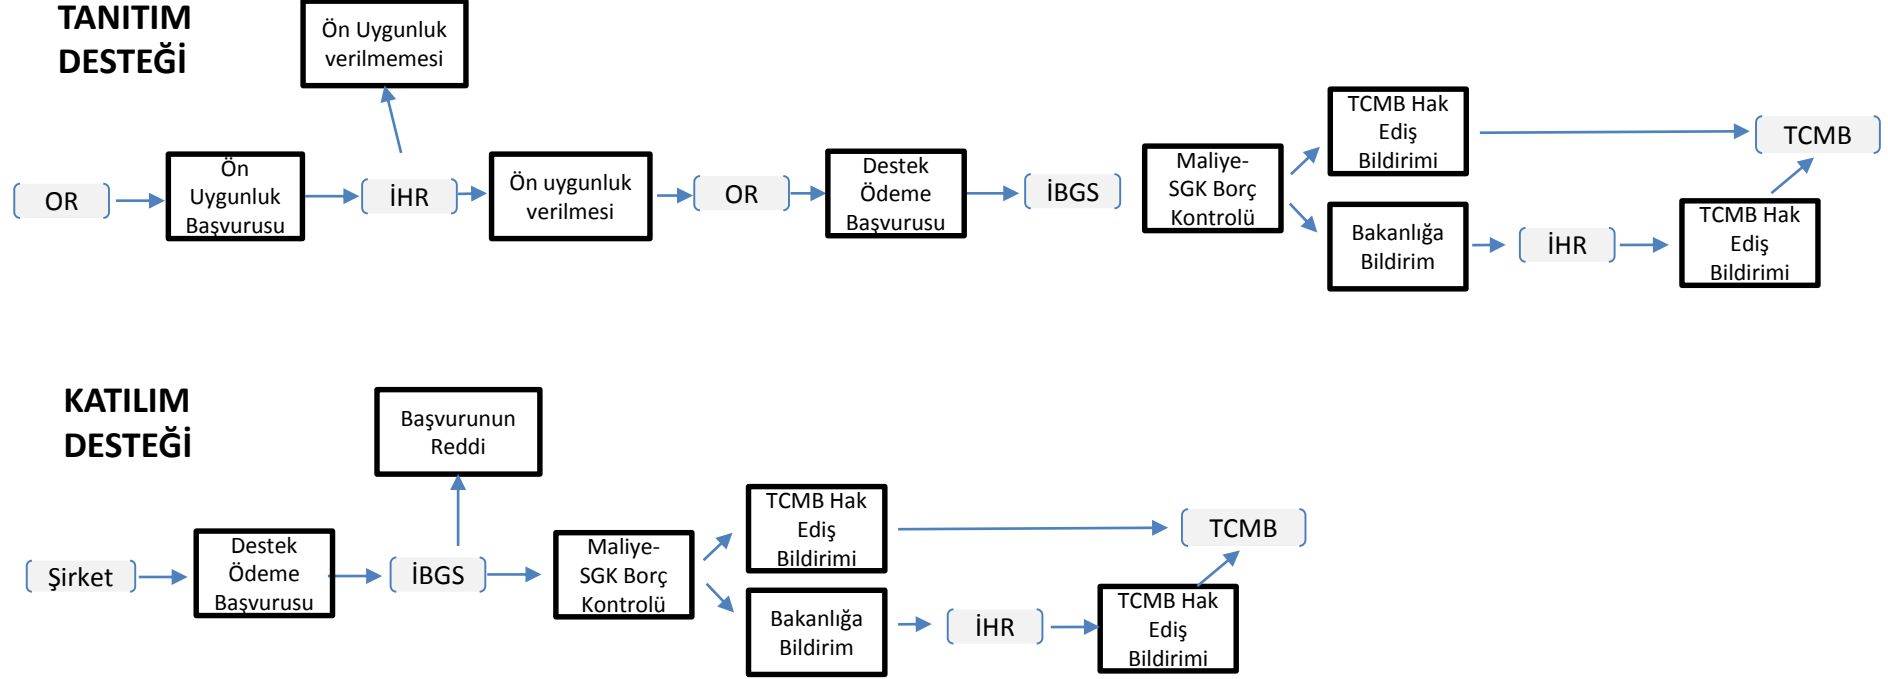 TANITIM
DESTEĞİ
Ön Uygunluk
verilmemesi
OR
Ön
Uygunluk
Başvurusu
İHR
Ön uygunluk
verilmesi
OR
Destek
Ödeme
Başvurusu
İBGS
Maliye-
SGK Borç
Kontrolü
TCMB Hak
Ediş
Bildirimi
TCMB
Bakanlığa
Bildirim
İHR
TCMB Hak
Ediş
Bildirimi
KATILIM
DESTEĞİ
Başvurunun
Reddi
Şirket
Destek
Ödeme
Başvurusu
İBGS
Maliye-
SGK Borç
Kontrolü
TCMB Hak
Ediş
Bildirimi
TCMB
Bakanlığa
Bildirim
İHR
TCMB Hak
Ediş
Bildirimi